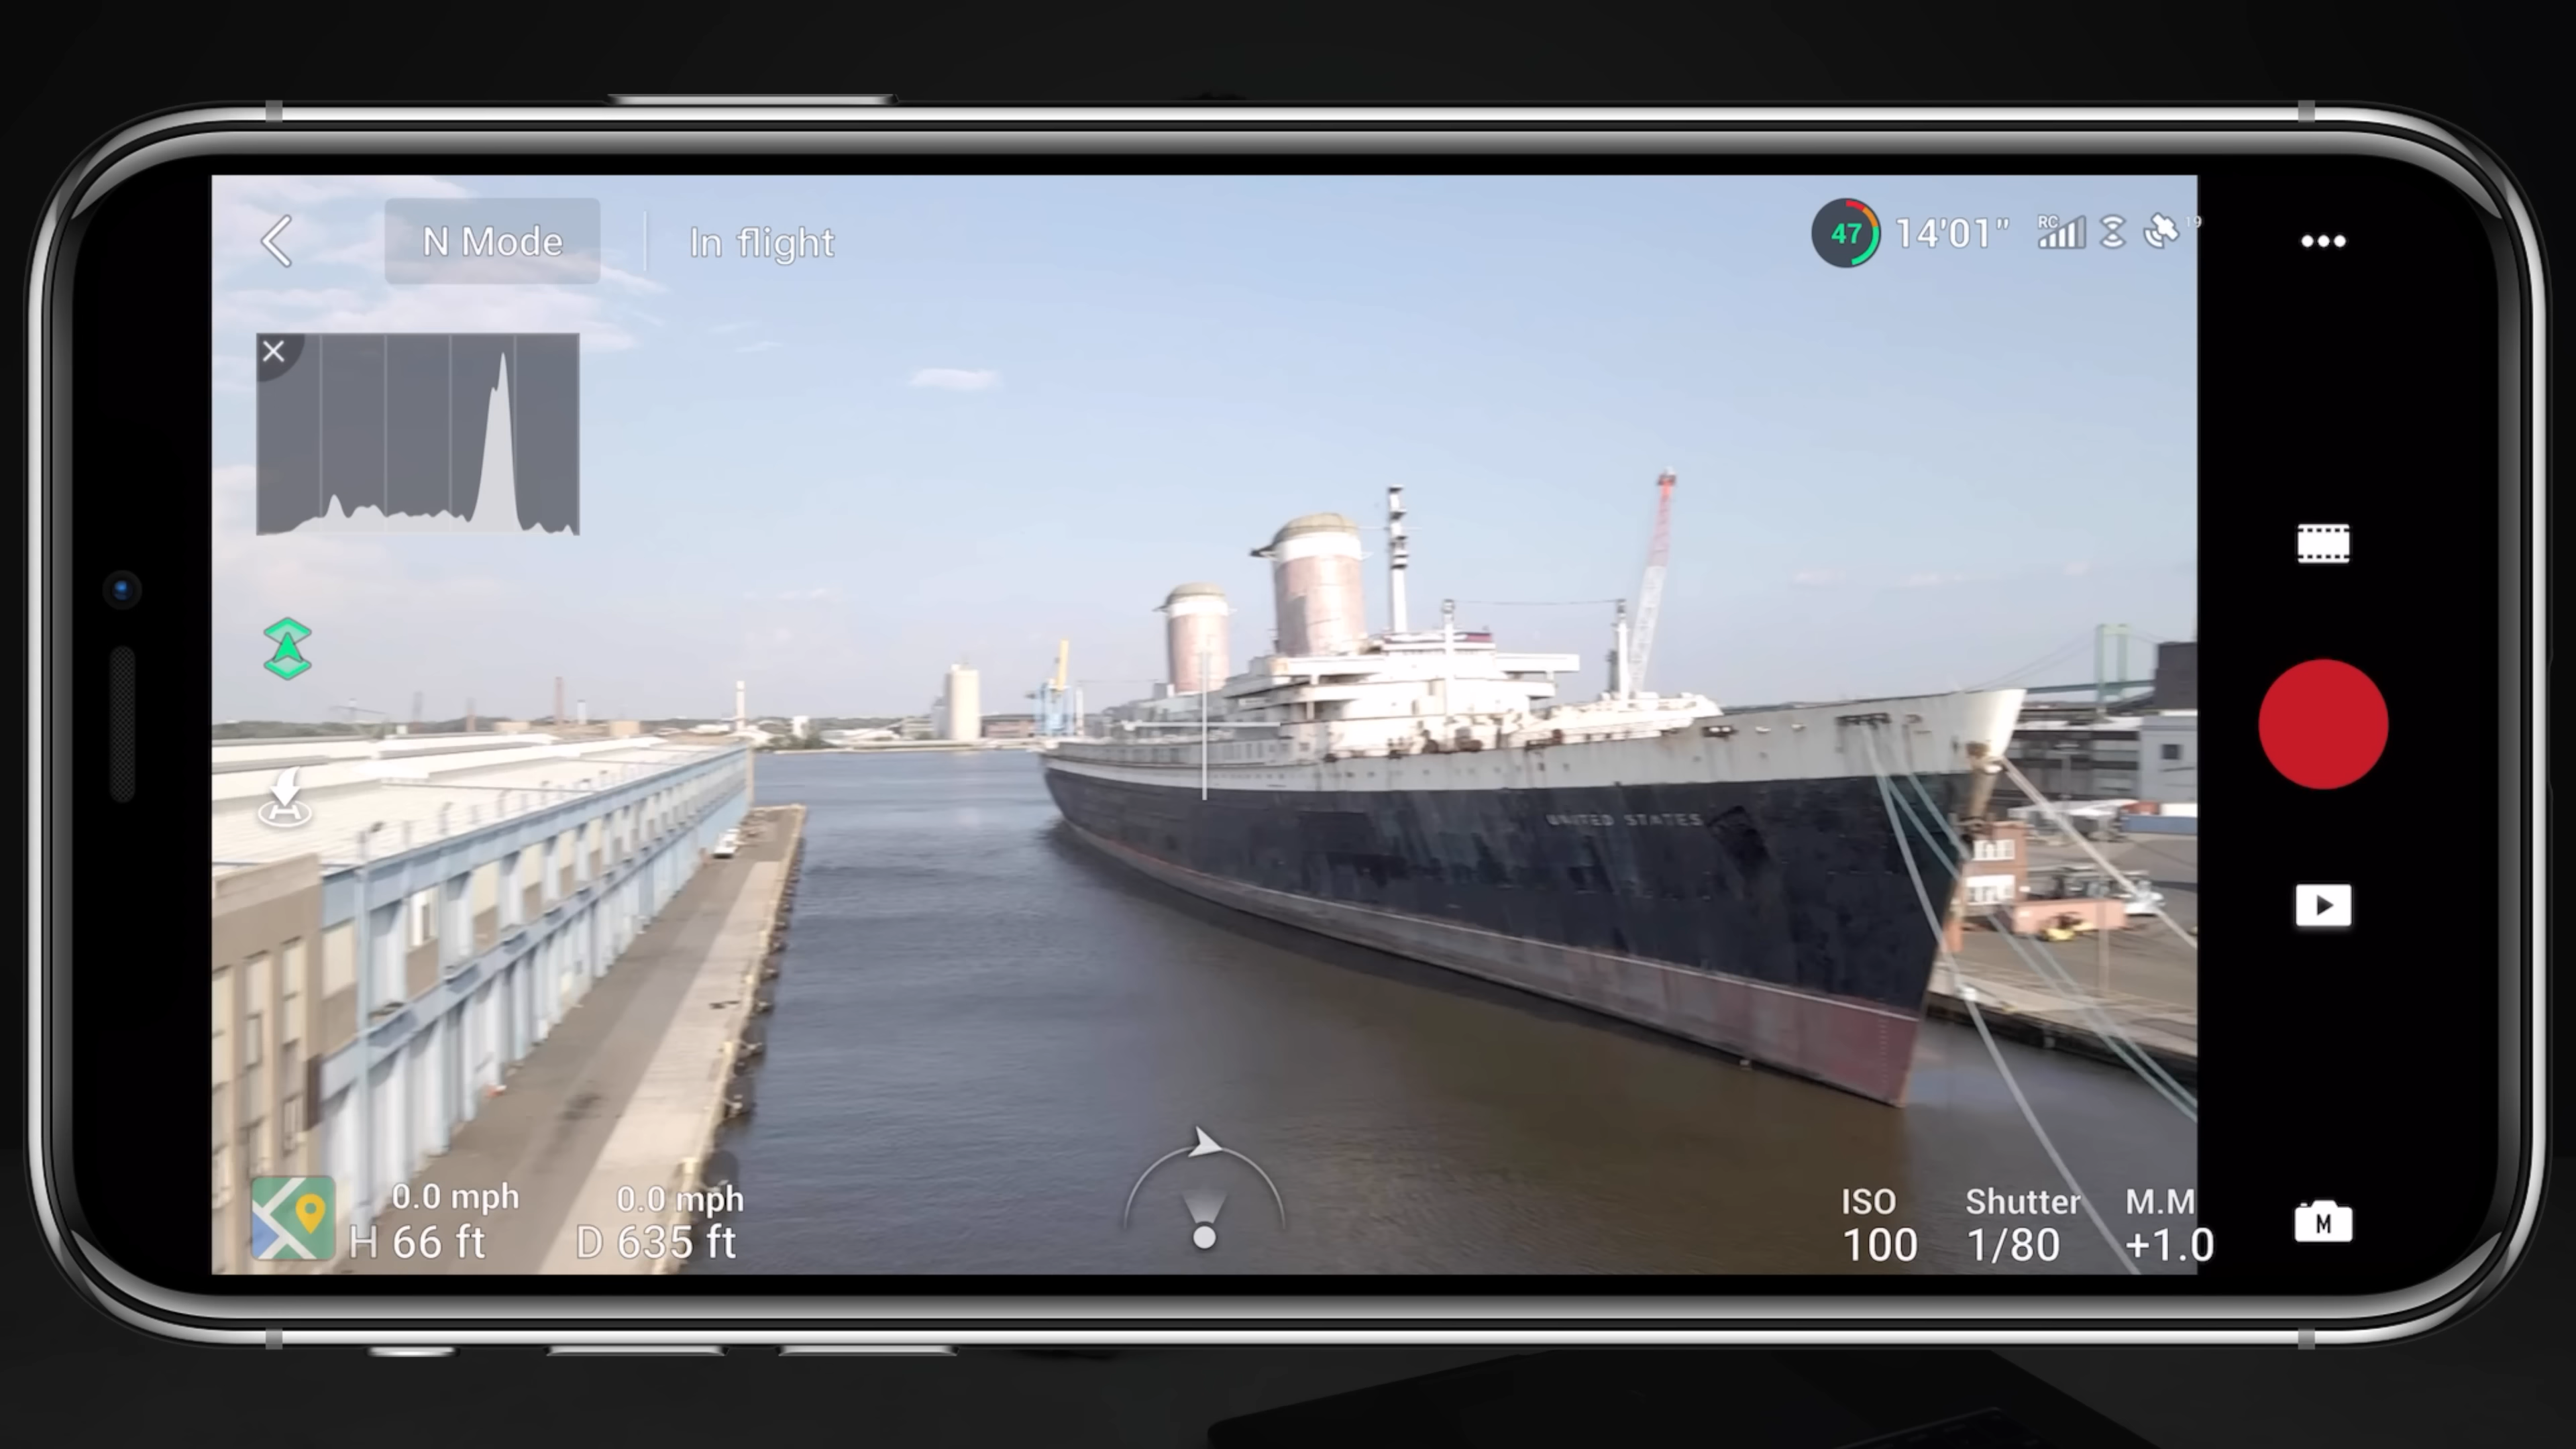 N Mode
In flight
47
14'01"
RC
19
UNITED STATES
0.0 mph
0.0 mph
H 66 ft
D 635 ft
ISO
Shutter
M.M
100
1/80
+1.0
M